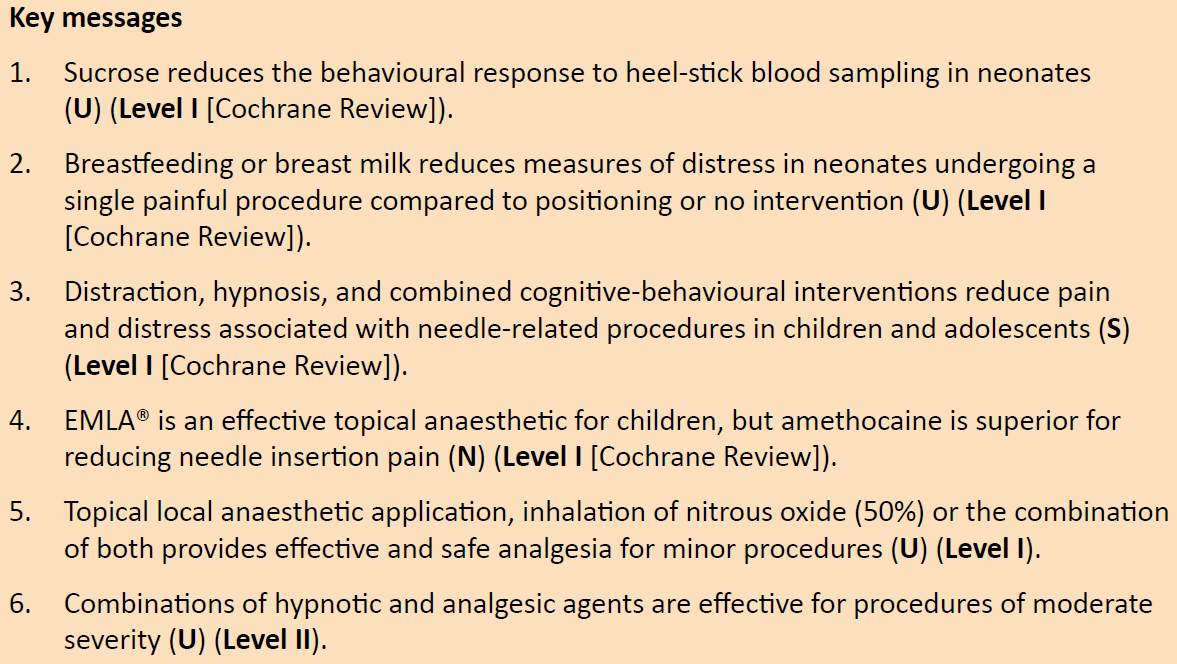 Key messages
1. Sucrose reduces the behavioural response to heel-stick blood sampling in neonates
(U) (Level I [Cochrane Review]).
2. Breastfeeding or breast milk reduces measures of distress in neonates undergoing a
single painful procedure compared to positioning or no intervention (U) (Level I
[Cochrane Review]).
3. Distraction, hypnosis, and combined cognitive-behavioural interventions reduce pain
and distress associated with needle-related procedures in children and adolescents (S)
(Level I [Cochrane Review]).
4. EMLA® is an effective topical anaesthetic for children, but amethocaine is superior for
reducing needle insertion pain (N) (Level I [Cochrane Review]).
5. Topical local anaesthetic application, inhalation of nitrous oxide (50%) or the combination
of both provides effective and safe analgesia for minor procedures (U) (Level I).
6. Combinations of hypnotic and analgesic agents are effective for procedures of moderate
severity (U) (Level II).